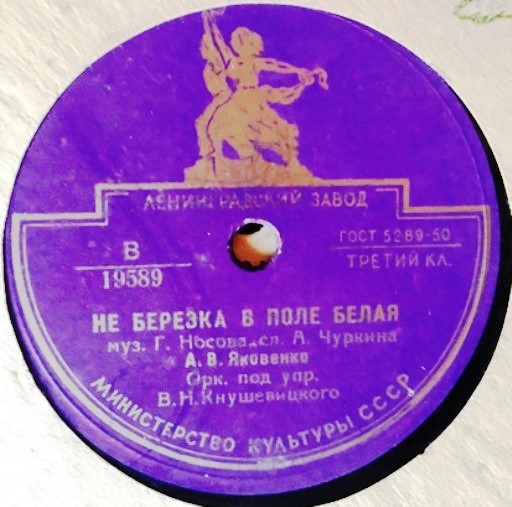 ЛЕНИНГРАДСКИЙ ЗАВОД
В
19589
ГОСТ 5289-50
ТРЕТИЙ КЛ.
НЕ БЕРЕЗКА В ПОЛЕ БЕЛАЯ
муз. Г. Носова, сл. А. Чуркина
А. В. Яковенко
Орк. под упр.
В. Н. Кнушевицкого
МИНИСТЕРСТВО КУЛЬТУРЫ СССР